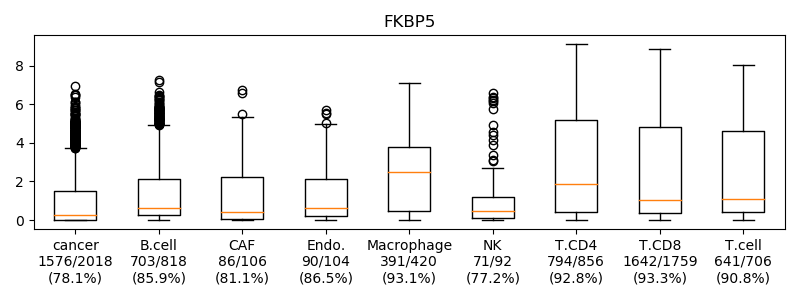 FKBP5
8
6
4
2
0
cancer B.cell CAF Endo. Macrophage NK T.CD4 T.CD8 T.cell
1576/2018 703/818 86/106 90/104 391/420 71/92 794/856 1642/1759 641/706
(78.1%) (85.9%) (81.1%) (86.5%) (93.1%) (77.2%) (92.8%) (93.3%) (90.8%)